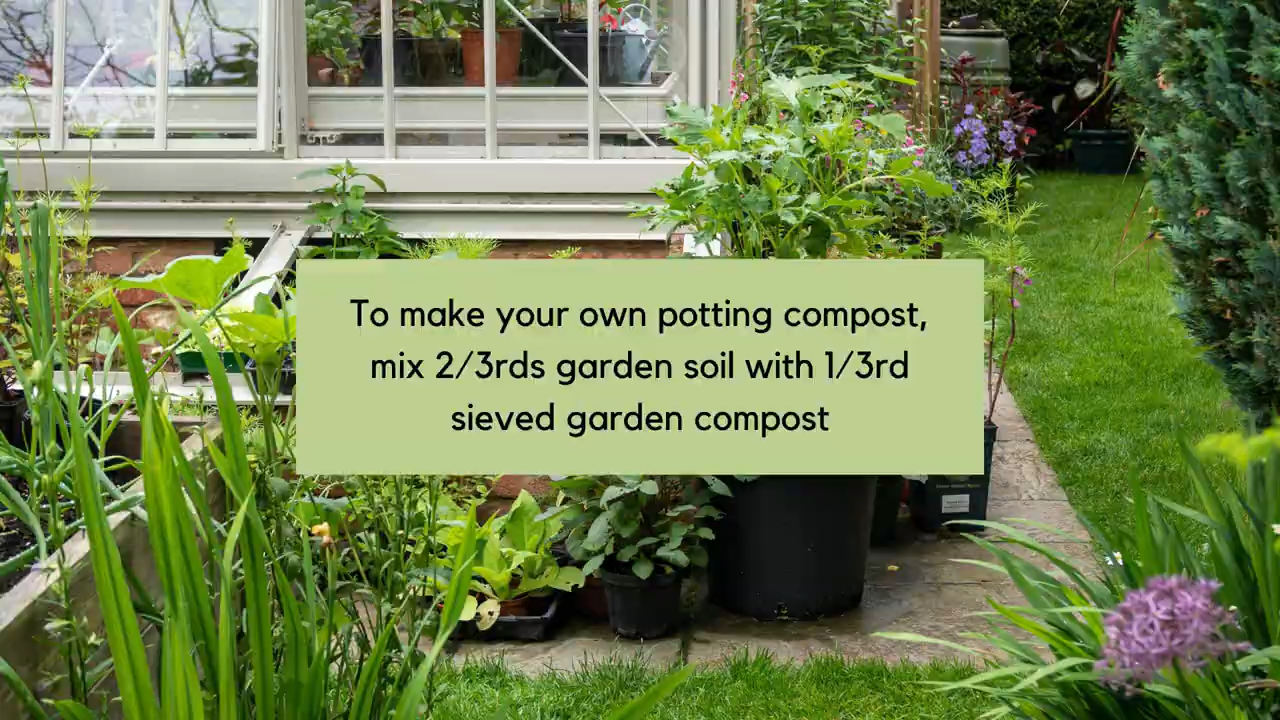 To make your own potting compost,
mix 2/3rds garden soil with 1/3rd
sieved garden compost